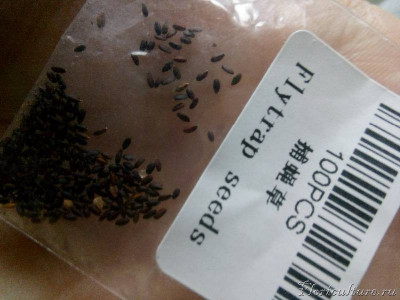 100PCS
捕蝇草
Flytrap seeds
Floriculture.ru